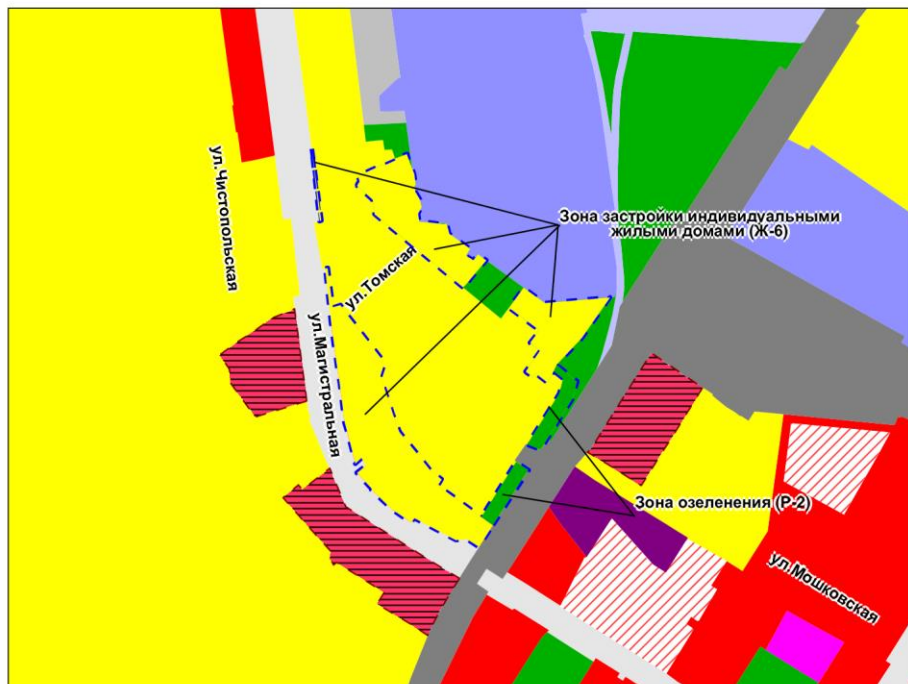 ул.Чистопольская
Зона застройки индивидуальными
жилыми домами (Ж-6)
ул.Томская
ул.Магистральная
Зона озеленения (Р-2)
ул.Мошковская